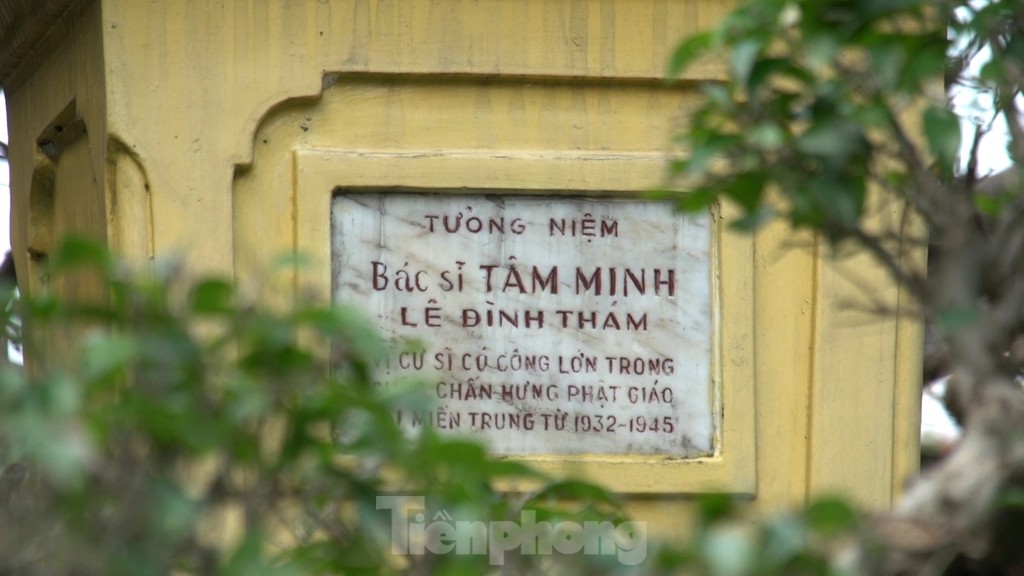 TƯỞNG NIỆM
Bác sĩ TÂM MINH
LÊ ĐÌNH THÁM
CƯ SĨ CÓ CÔNG LỚN TRONG
CHẤN HƯNG PHẬT GIÁO
MIỀN TRUNG TỪ 1932-1945
Tiềnphong